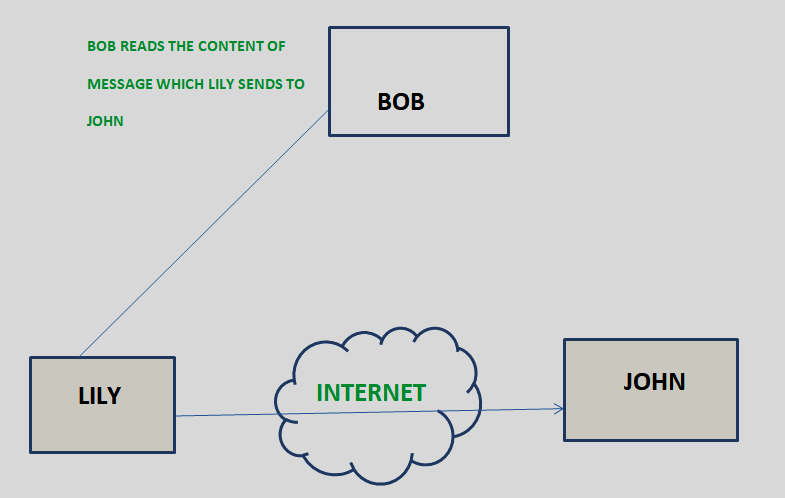 BOB READS THE CONTENT OF
MESSAGE WHICH LILY SENDS TO
JOHN
BOB
LILY
INTERNET
JOHN